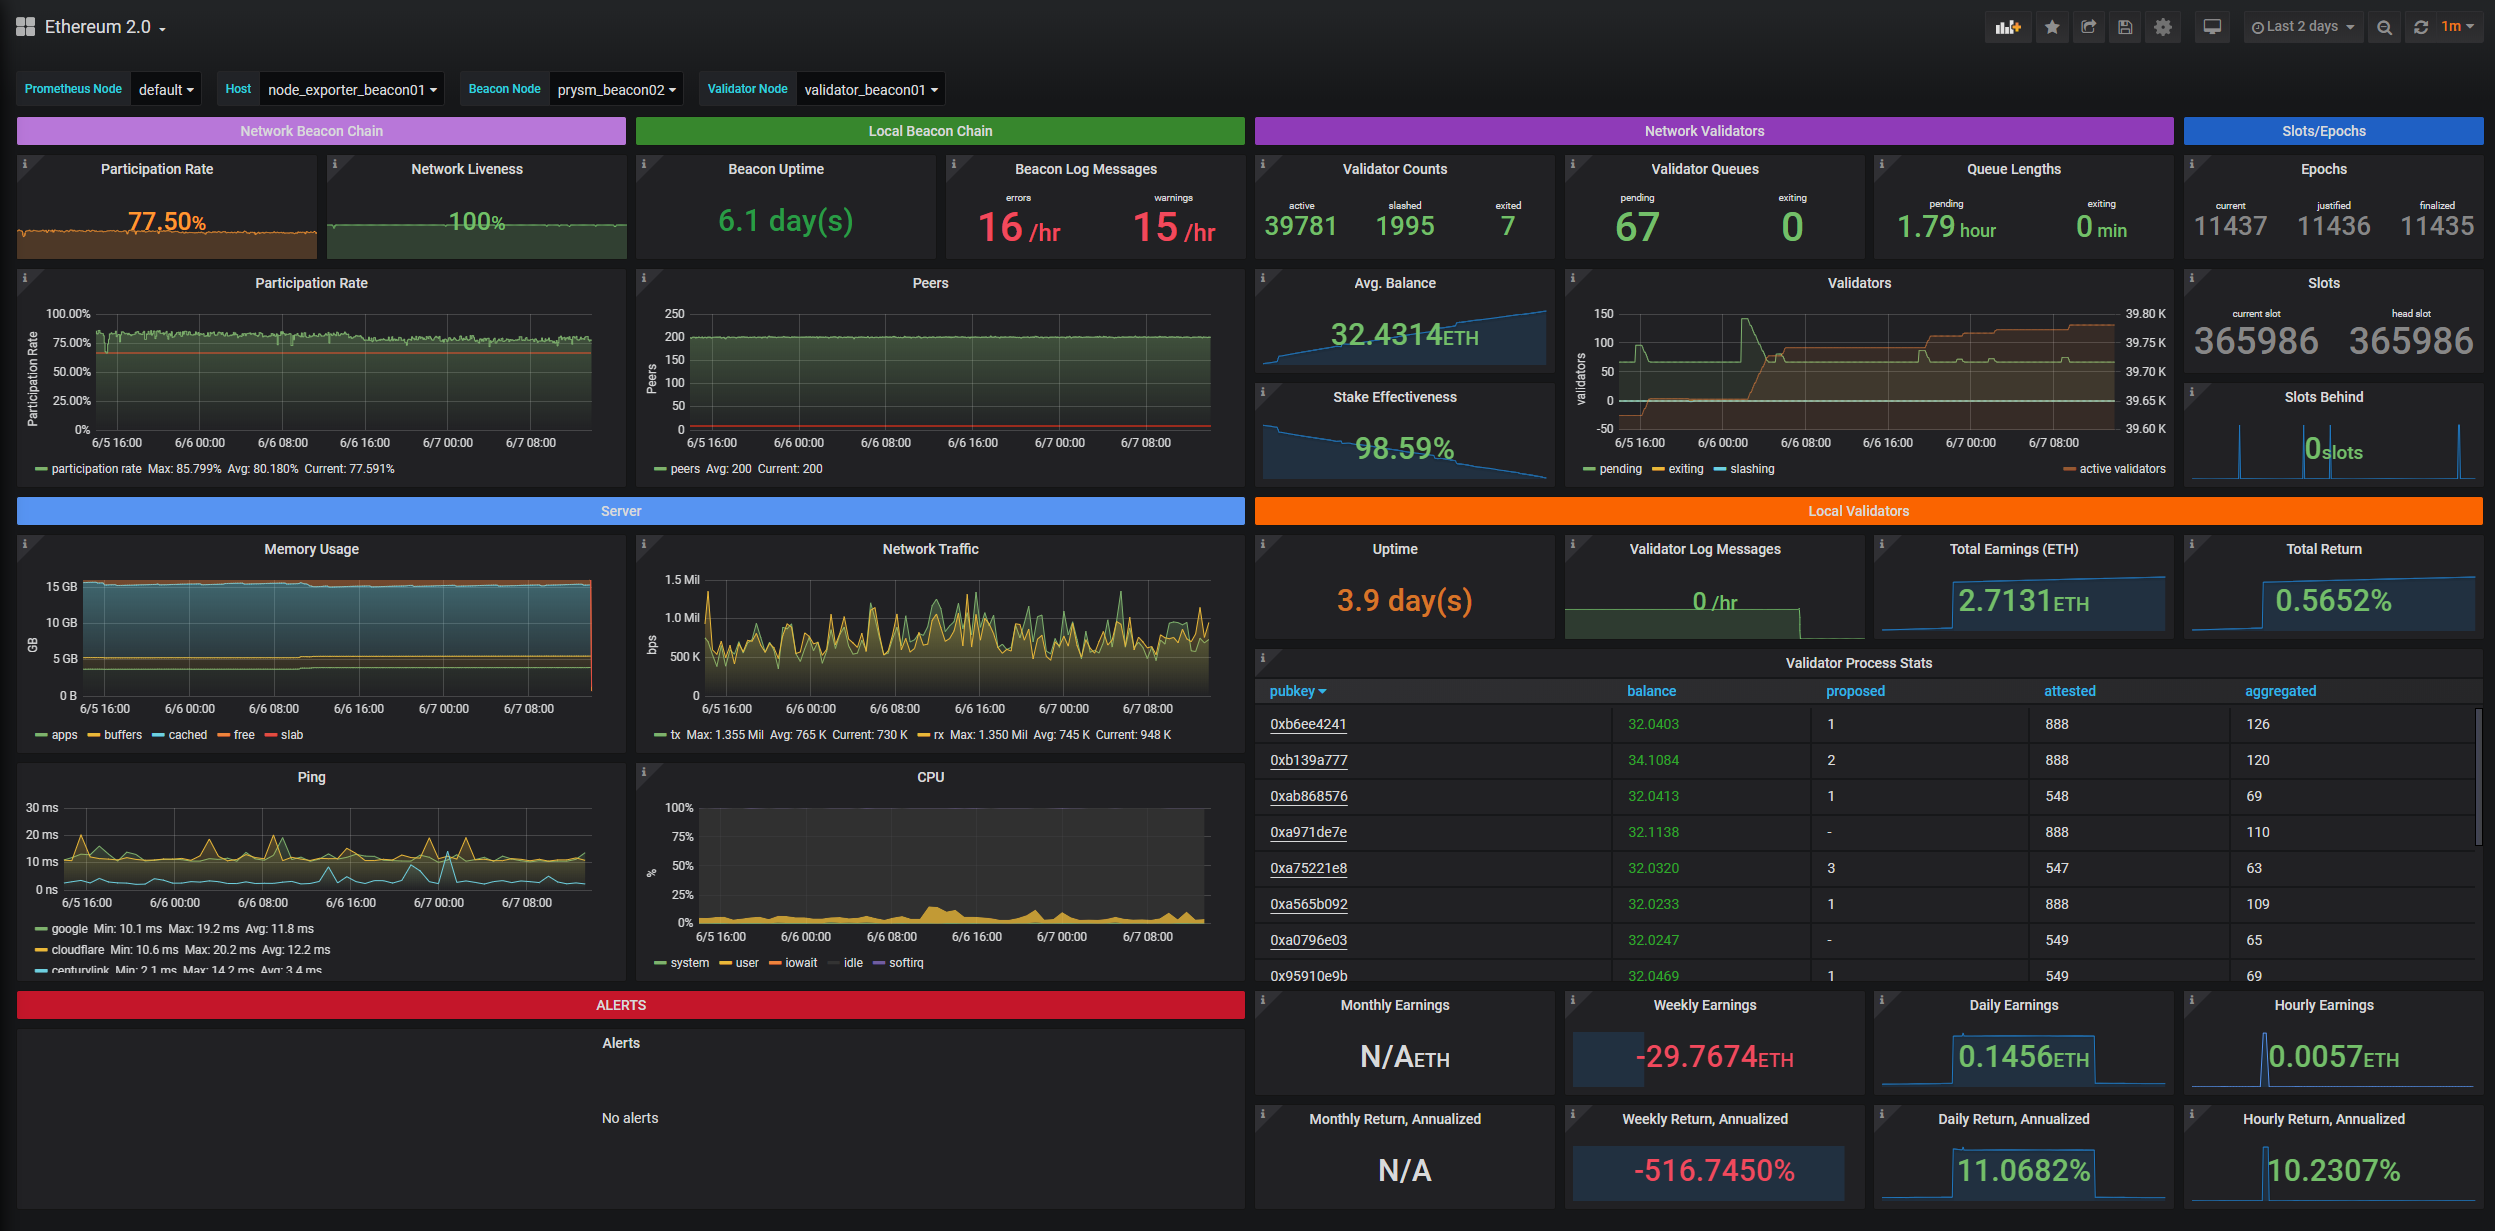 Ethereum 2.0
Last 2 days
1m
Prometheus Node default Host node_exporter_beacon01 Beacon Node prysm_beacon02 Validator Node validator_beacon01
Network Beacon Chain
Participation Rate
77.50%
Network Liveness
100%
Participation Rate
Participation Rate
100.00%
75.00%
50.00%
25.00%
0%
6/5 16:00 6/6 00:00 6/6 08:00 6/6 16:00 6/7 00:00 6/7 08:00
participation rate Max: 85.799% Avg: 80.180% Current: 77.591%
Local Beacon Chain
Beacon Uptime
6.1 day(s)
Beacon Log Messages
errors warnings
16 /hr 15 /hr
Peers
Peers
250
200
150
100
50
0
6/5 16:00 6/6 00:00 6/6 08:00 6/6 16:00 6/7 00:00 6/7 08:00
peers Avg: 200 Current: 200
Network Validators
Validator Counts
active slashed exited
39781 1995 7
Validator Queues
pending exiting
67 0
Queue Lengths
pending exiting
1.79 hour 0 min
Avg. Balance
32.4314ETH
Stake Effectiveness
98.59%
Validators
validators
150
100
50
0
-50
39.80 K
39.75 K
39.70 K
39.65 K
39.60 K
6/5 16:00 6/6 00:00 6/6 08:00 6/6 16:00 6/7 00:00 6/7 08:00
pending exiting slashing active validators
Slots/Epochs
Epochs
current justified finalized
11437 11436 11435
Slots
current slot head slot
365986 365986
Slots Behind
0slots
Server
Memory Usage
GB
15 GB
10 GB
5 GB
0 B
6/5 16:00 6/6 00:00 6/6 08:00 6/6 16:00 6/7 00:00 6/7 08:00
apps buffers cached free slab
Network Traffic
bps
1.5 Mil
1.0 Mil
500 K
0
6/5 16:00 6/6 00:00 6/6 08:00 6/6 16:00 6/7 00:00 6/7 08:00
tx Max: 1.355 Mil Avg: 765 K Current: 730 K rx Max: 1.350 Mil Avg: 745 K Current: 948 K
Ping
30 ms
20 ms
10 ms
0 ns
6/5 16:00 6/6 00:00 6/6 08:00 6/6 16:00 6/7 00:00 6/7 08:00
google Min: 10.1 ms Max: 19.2 ms Avg: 11.8 ms
cloudflare Min: 10.6 ms Max: 20.2 ms Avg: 12.2 ms
centurylink Min: 2.1 ms Max: 14.2 ms Avg: 3.4 ms
CPU
%
100%
75%
50%
25%
0%
6/5 16:00 6/6 00:00 6/6 08:00 6/6 16:00 6/7 00:00 6/7 08:00
system user iowait idle softirq
Local Validators
Uptime
3.9 day(s)
Validator Log Messages
0 /hr
Total Earnings (ETH)
2.7131ETH
Total Return
0.5652%
Validator Process Stats
pubkey balance proposed attested aggregated
0xb6ee4241 32.0403 1 888 126
0xb139a777 34.1084 2 888 120
0xab868576 32.0413 1 548 69
0xa971de7e 32.1138 - 888 110
0xa75221e8 32.0320 3 547 63
0xa565b092 32.0233 1 888 109
0xa0796e03 32.0247 - 549 65
0x95910e9b 32.0469 1 549 69
ALERTS
Alerts
No alerts
Monthly Earnings
N/AETH
Weekly Earnings
-29.7674ETH
Daily Earnings
0.1456ETH
Hourly Earnings
0.0057ETH
Monthly Return, Annualized
N/A
Weekly Return, Annualized
-516.7450%
Daily Return, Annualized
11.0682%
Hourly Return, Annualized
10.2307%